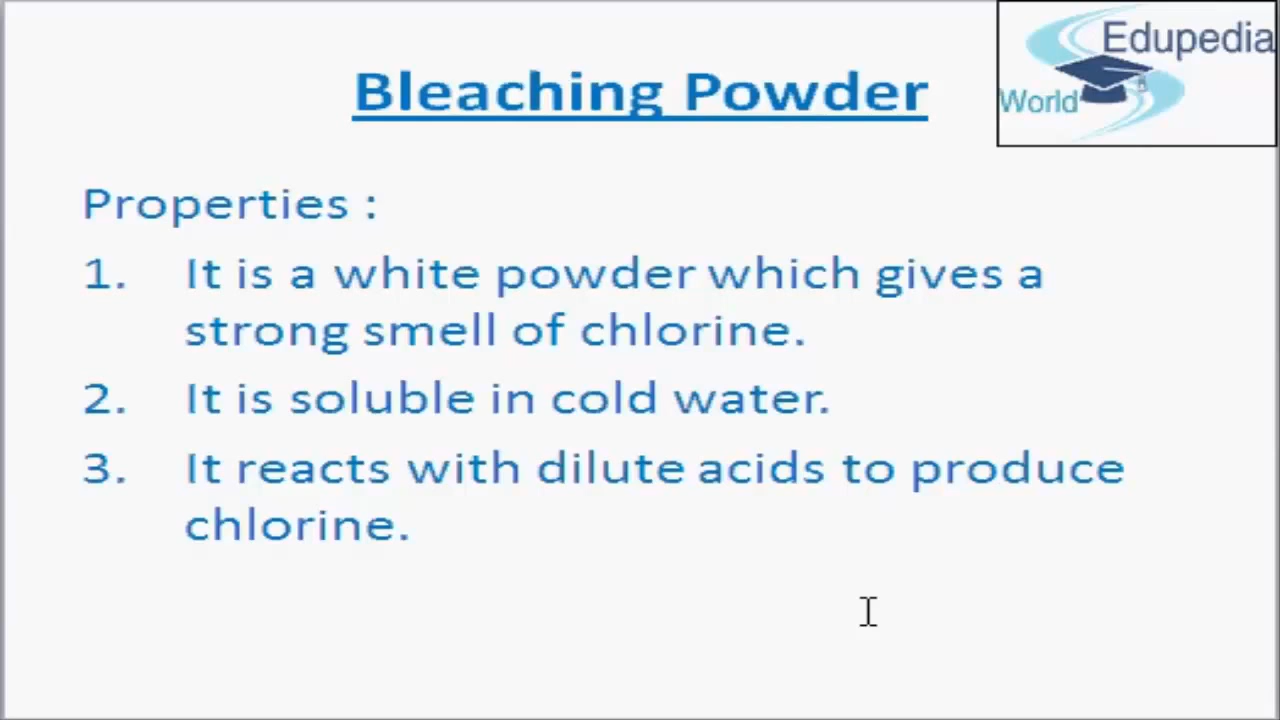 Edupedia
World
Bleaching Powder
Properties :
1. It is a white powder which gives a
strong smell of chlorine.
2. It is soluble in cold water.
3. It reacts with dilute acids to produce
chlorine.